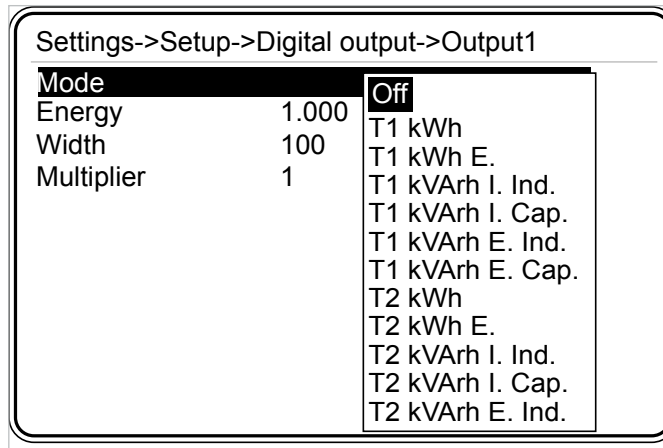 Settings->Setup->Digital output->Output1
Mode
Off
Energy 1.000
T1 kWh
Width 100
T1 kWh E.
Multiplier 1
T1 kVArh I. Ind.
T1 kVArh I. Cap.
T1 kVArh E. Ind.
T1 kVArh E. Cap.
T2 kWh
T2 kWh E.
T2 kVArh I. Ind.
T2 kVArh I. Cap.
T2 kVArh E. Ind.